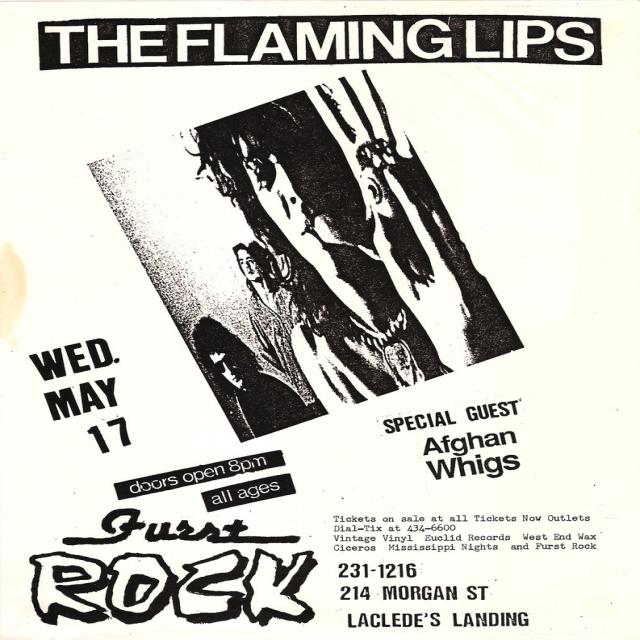 THE FLAMING LIPS
WED.
MAY
17
SPECIAL GUEST
Afghan
Whigs
doors open 8pm
all ages
Furst
ROCK
Tickets on sale at all Tickets Now Outlets
Dial-Tix at 434-6600
Vintage Vinyl Euclid Records West End Wax
Ciceros Mississippi Nights and Furst Rock
231-1216
214 MORGAN ST
LACLEDE'S LANDING